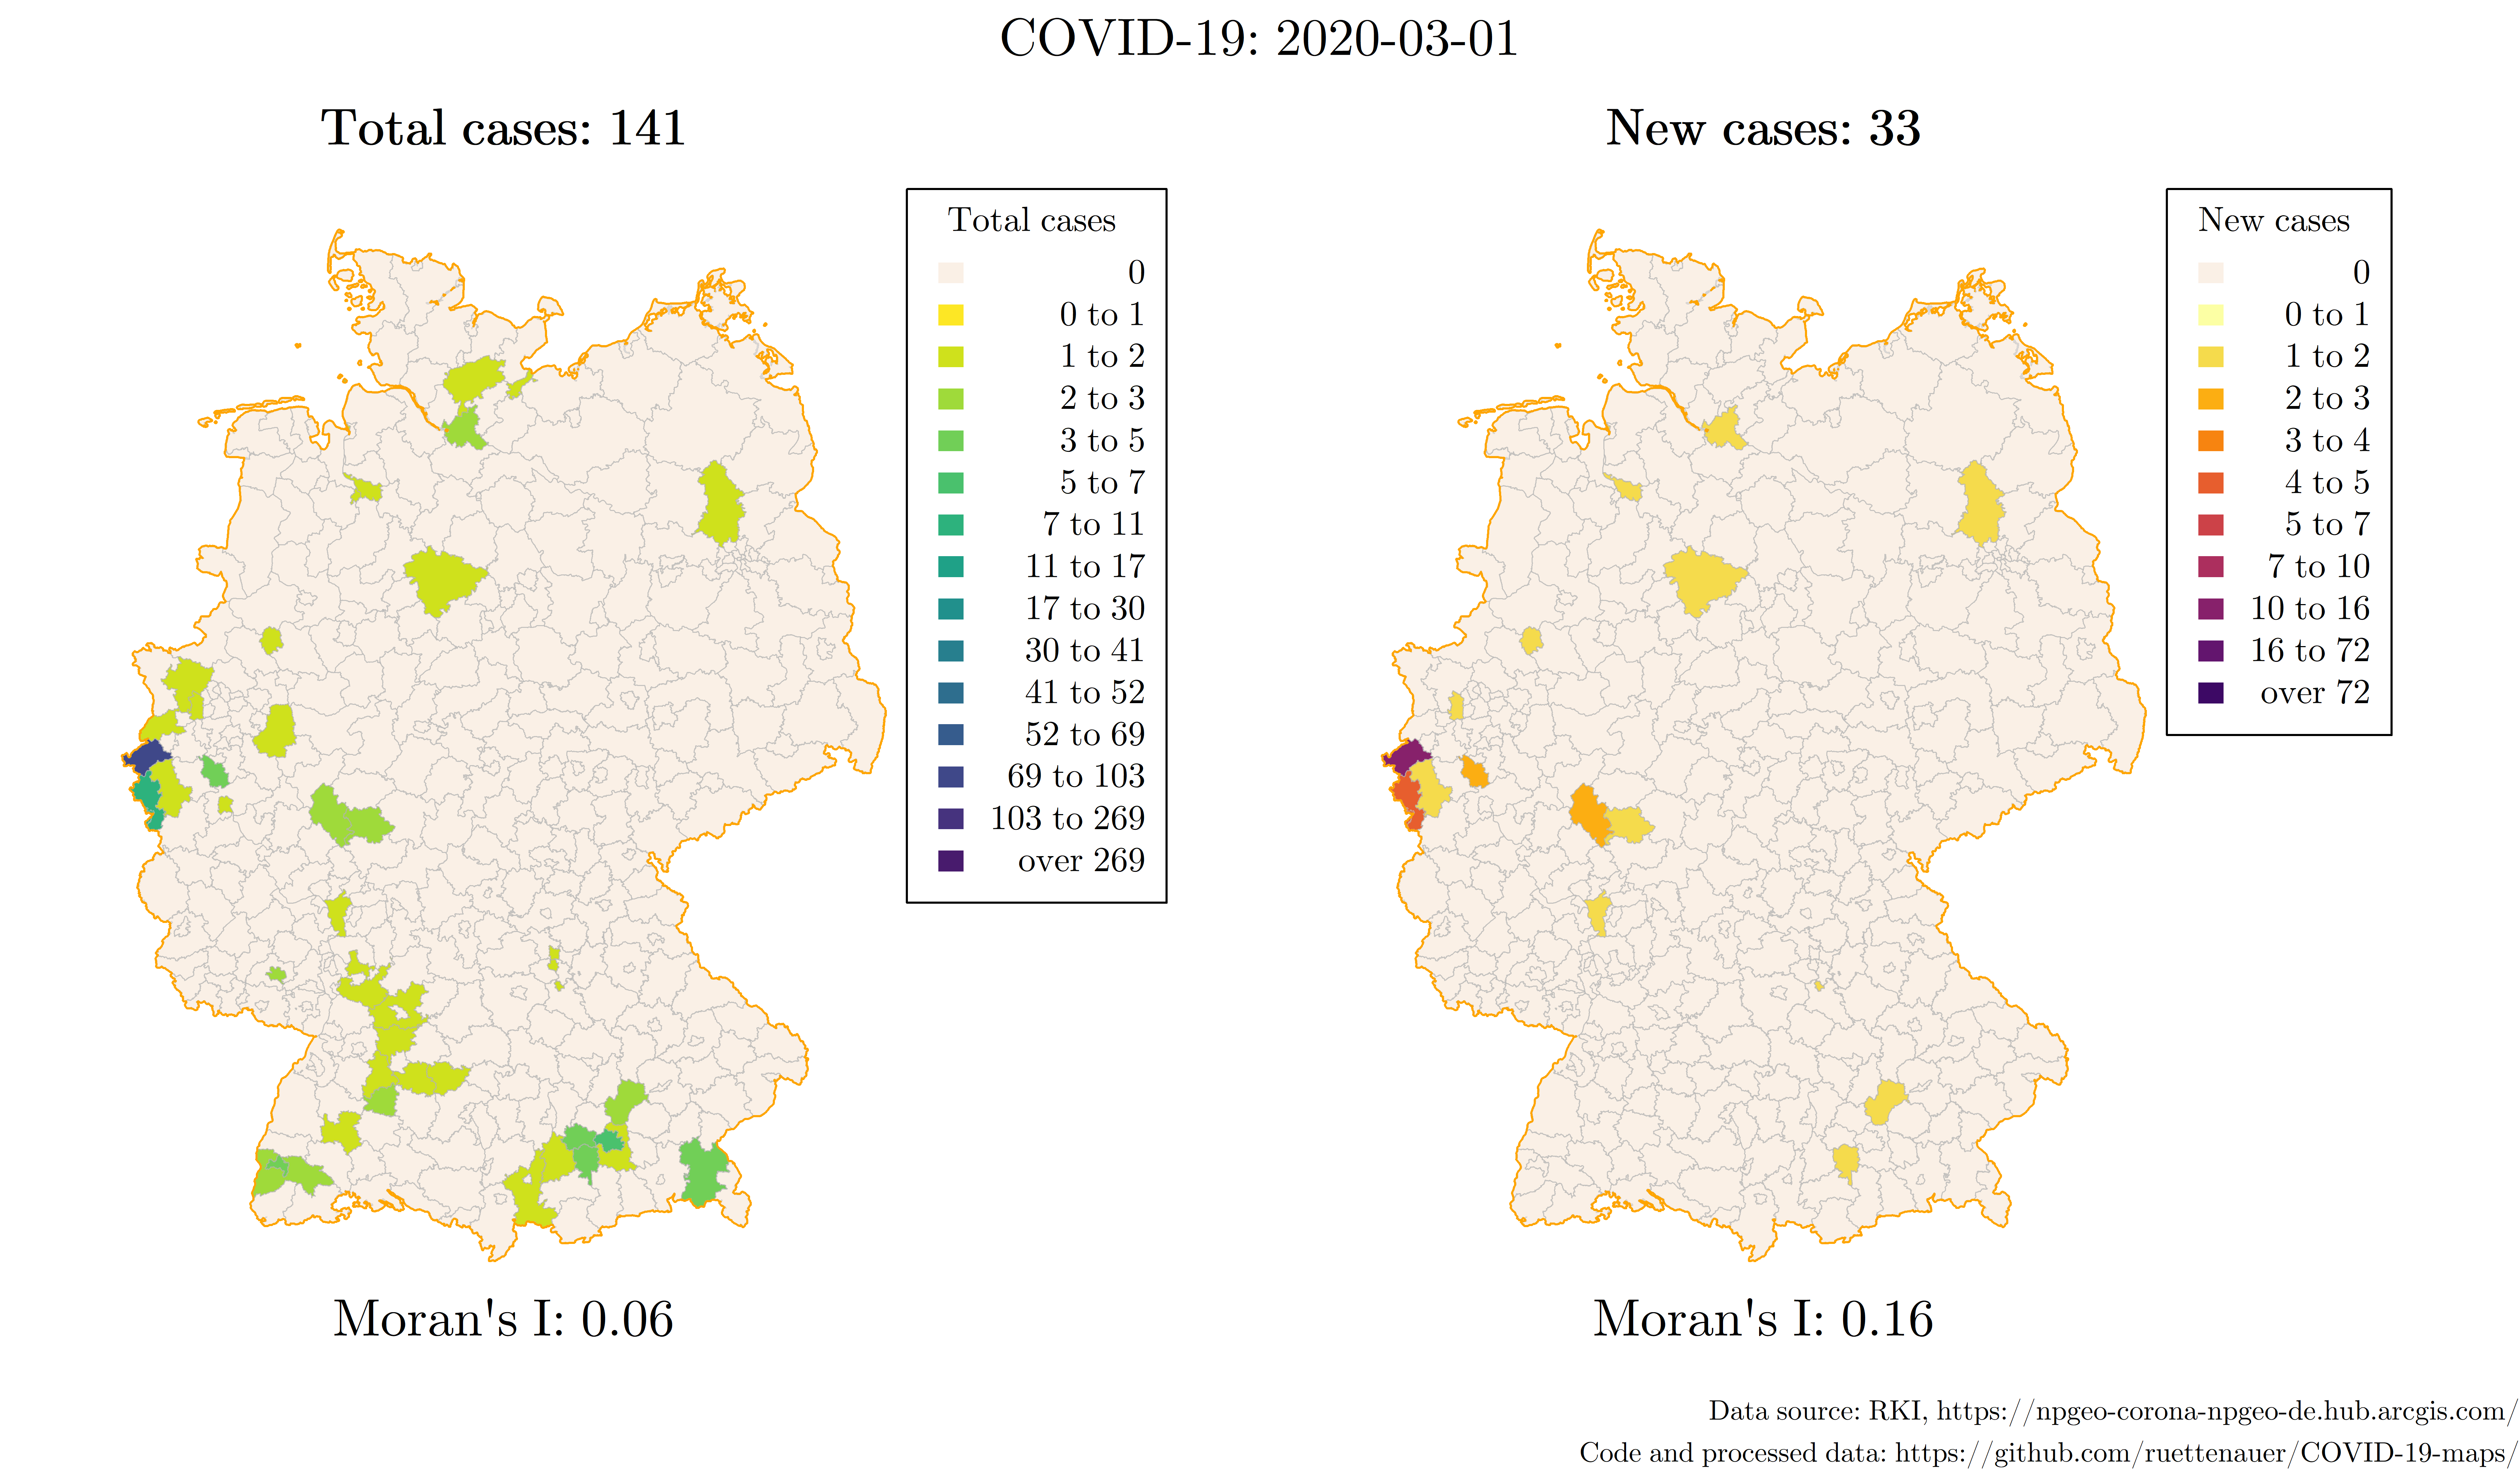 COVID-19: 2020-03-01
Total cases: 141
Total cases
0
0 to 1
1 to 2
2 to 3
3 to 5
5 to 7
7 to 11
11 to 17
17 to 30
30 to 41
41 to 52
52 to 69
69 to 103
103 to 269
over 269
Moran's I: 0.06
New cases: 33
New cases
0
0 to 1
1 to 2
2 to 3
3 to 4
4 to 5
5 to 7
7 to 10
10 to 16
16 to 72
over 72
Moran's I: 0.16
Data source: RKI, https://npgeo-corona-npgeo-de.hub.arcgis.com/
Code and processed data: https://github.com/ruettenauer/COVID-19-maps/